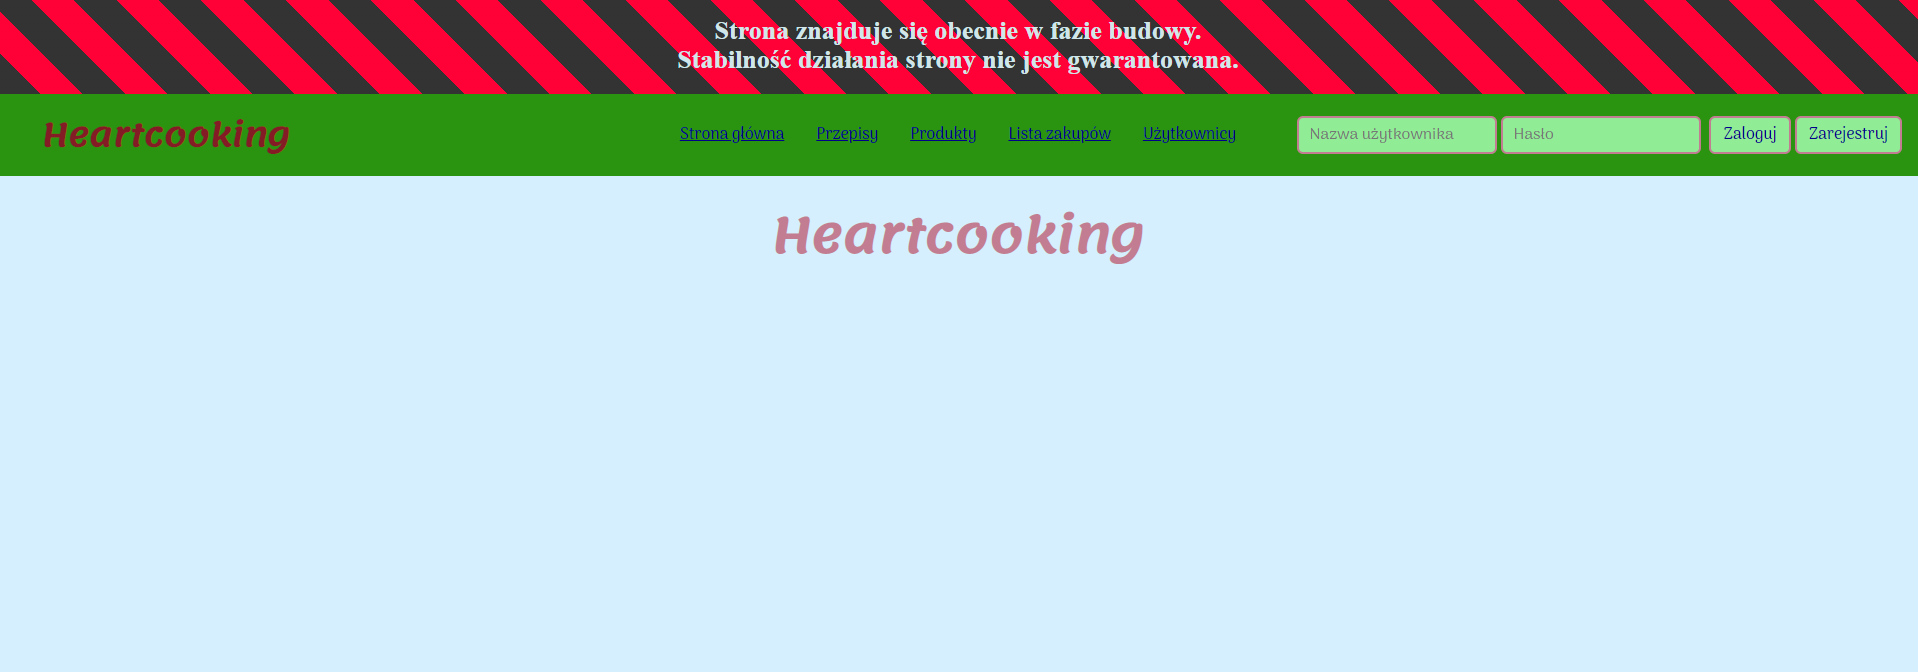 Strona znajduje się obecnie w fazie budowy.
Stabilność działania strony nie jest gwarantowana.
Heartcooking
Strona główna Przepisy Produkty Lista zakupów Użytkownicy
Nazwa użytkownika Hasło Zaloguj Zarejestruj
Heartcooking